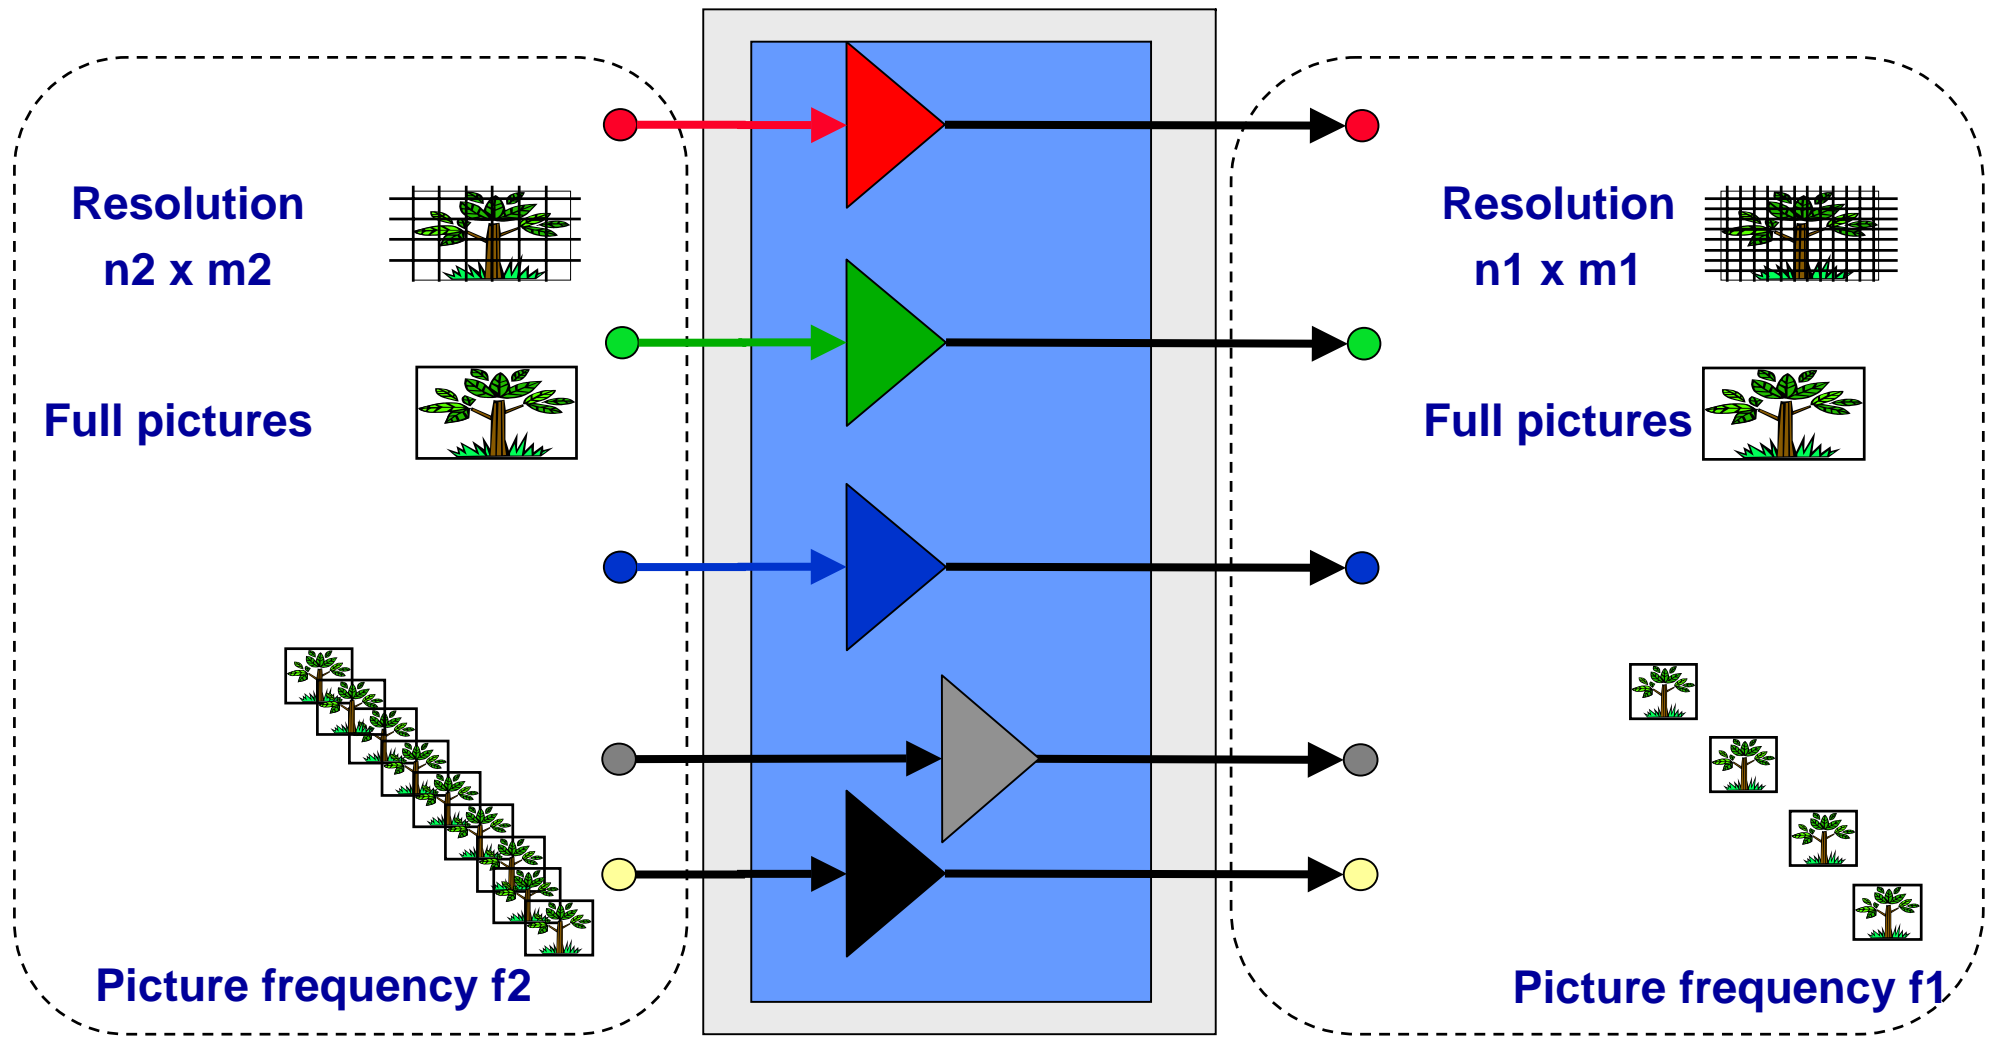 Resolution
n2 x m2
Full pictures
Picture frequency f2
Resolution
n1 x m1
Full pictures
Picture frequency f1